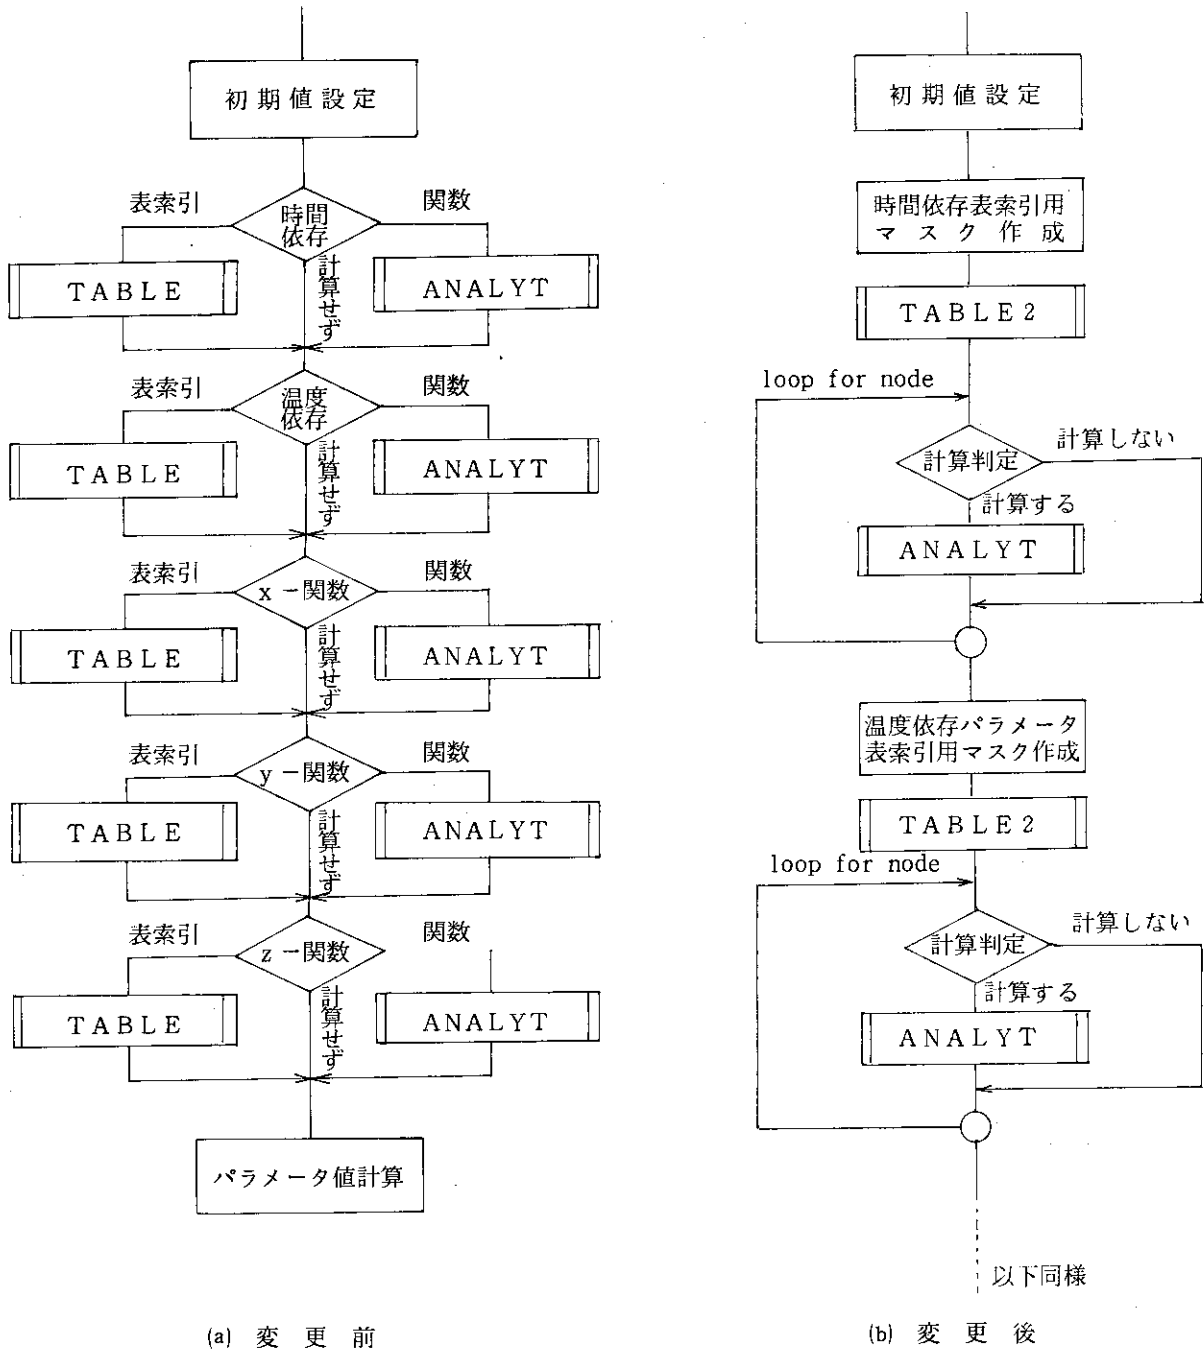 初期値設定
表索引
時間
依存
関数
TABLE
計算せず
ANALYT
表索引
温度
依存
関数
TABLE
計算せず
ANALYT
表索引
x－関数
関数
TABLE
計算せず
ANALYT
表索引
y－関数
関数
TABLE
計算せず
ANALYT
表索引
z－関数
関数
TABLE
計算せず
ANALYT
パラメータ値計算
(a) 変更前
初期値設定
時間依存表索引用
マスク作成
TABLE2
loop for node
計算判定
計算しない
計算する
ANALYT
温度依存パラメータ
表索引用マスク作成
TABLE2
loop for node
計算判定
計算しない
計算する
ANALYT
以下同様
(b) 変更後